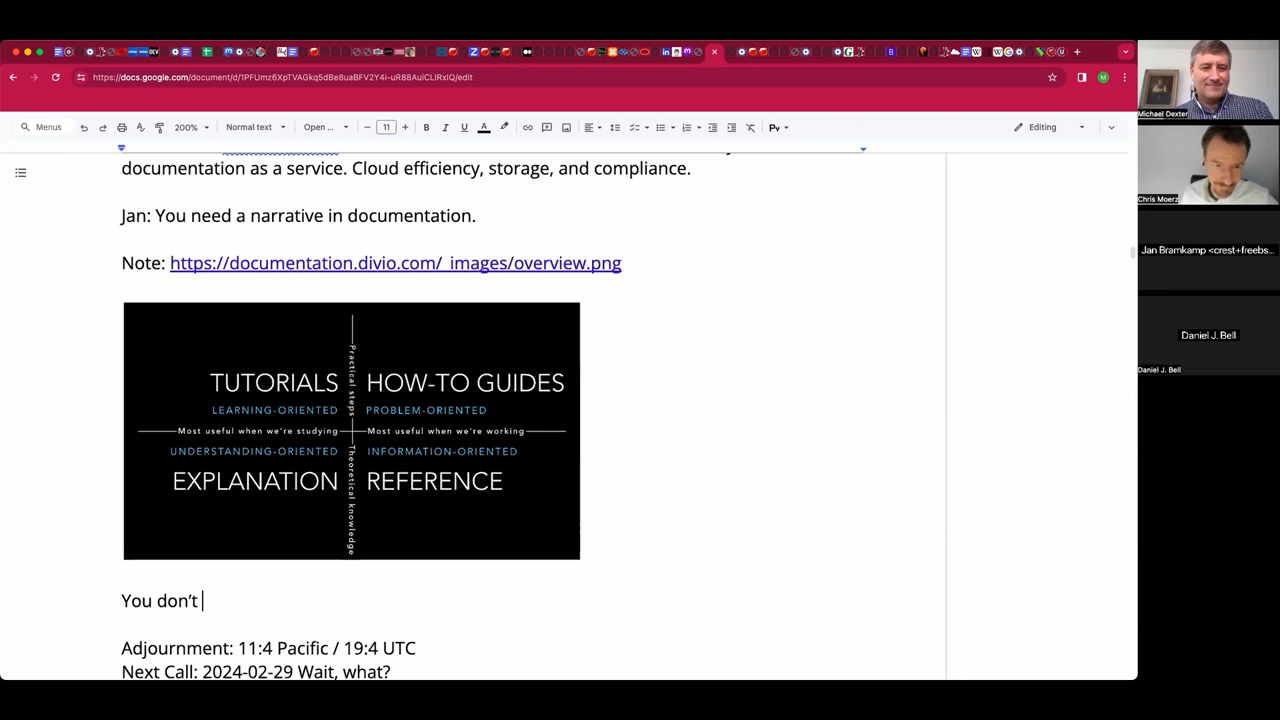 https://docs.google.com/document/d/1PFUmz6XpTVAGkq5dBe8uaBFV2Y4i-uR88AuiCLlRxIQ/edit
Menus 200% Normal text Open ... 11 Editing
documentation as a service. Cloud efficiency, storage, and compliance.
Jan: You need a narrative in documentation.
Note: https://documentation.divio.com/_images/overview.png
Practical steps
TUTORIALS HOW-TO GUIDES
LEARNING-ORIENTED PROBLEM-ORIENTED
Most useful when we're studying Most useful when we're working
UNDERSTANDING-ORIENTED INFORMATION-ORIENTED
EXPLANATION REFERENCE
Theoretical knowledge
You don't
Adjournment: 11:4 Pacific / 19:4 UTC
Next Call: 2024-02-29 Wait, what?
Michael Dexter
Chris Moerz
Jan Bramkamp <crest+freebs...
Daniel J. Bell
Daniel J. Bell